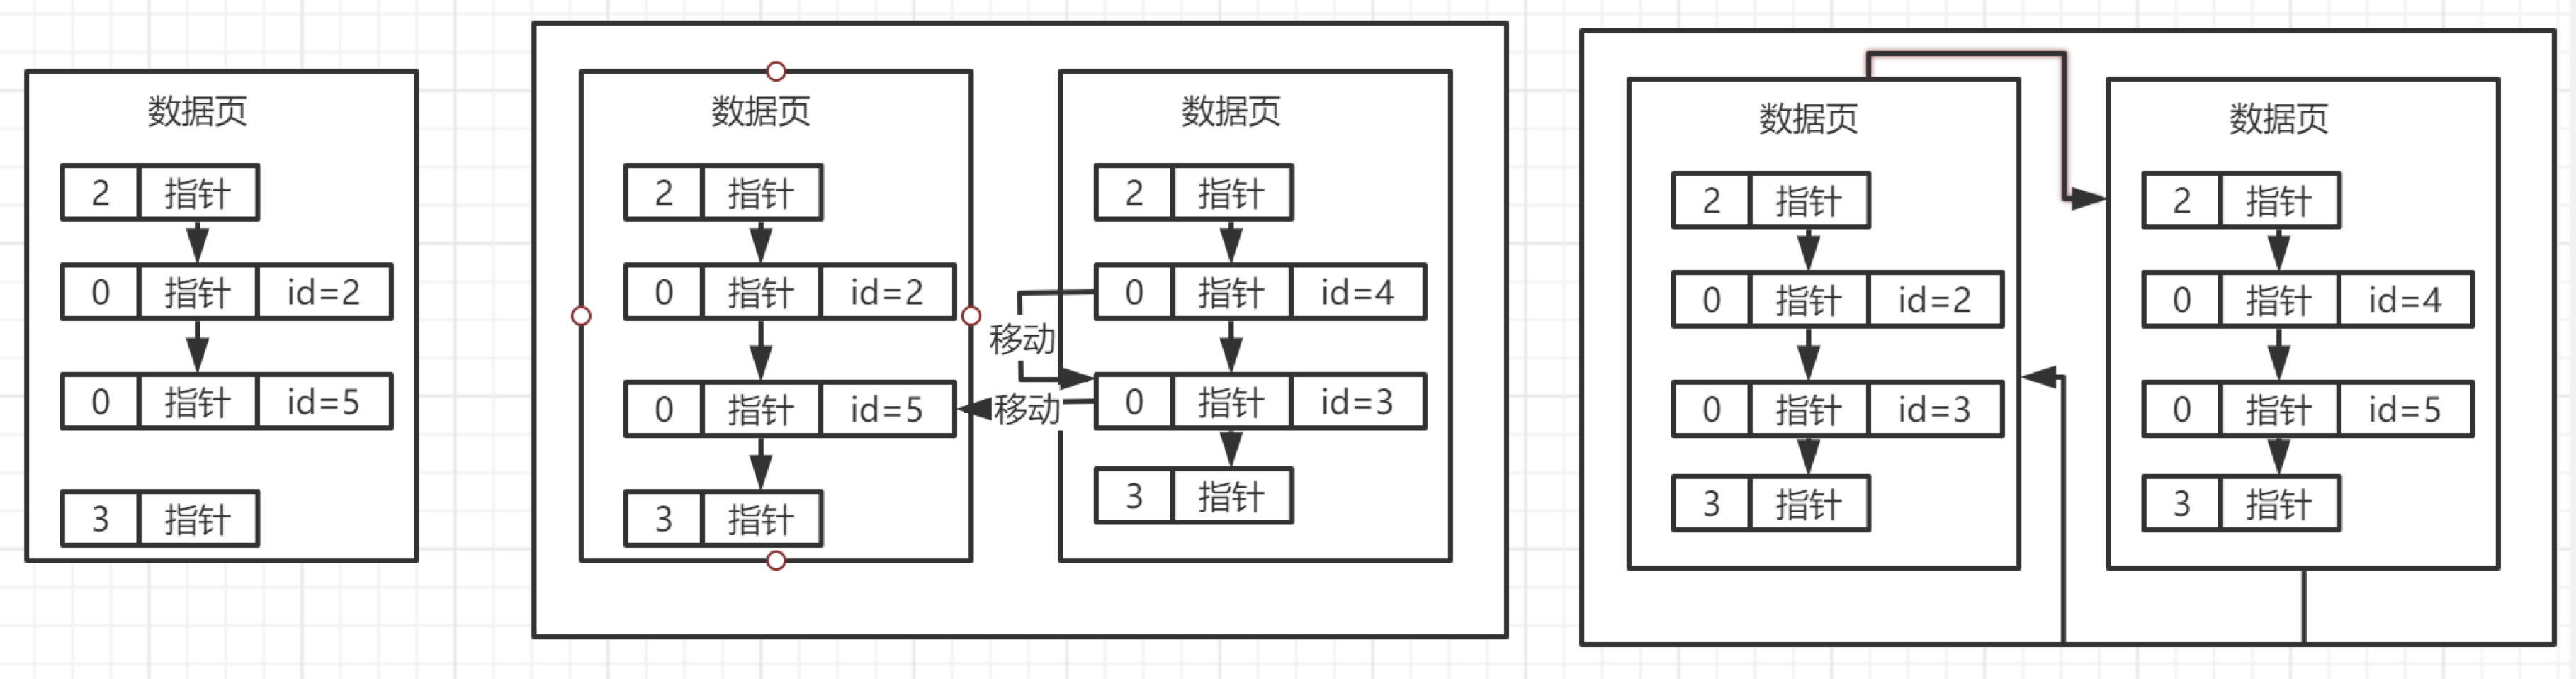 数据页
2 指针
0 指针 id=2
0 指针 id=5
3 指针
数据页
2 指针
0 指针 id=2
0 指针 id=5
3 指针
移动
移动
数据页
2 指针
0 指针 id=4
0 指针 id=3
3 指针
数据页
2 指针
0 指针 id=2
0 指针 id=3
3 指针
数据页
2 指针
0 指针 id=4
0 指针 id=5
3 指针